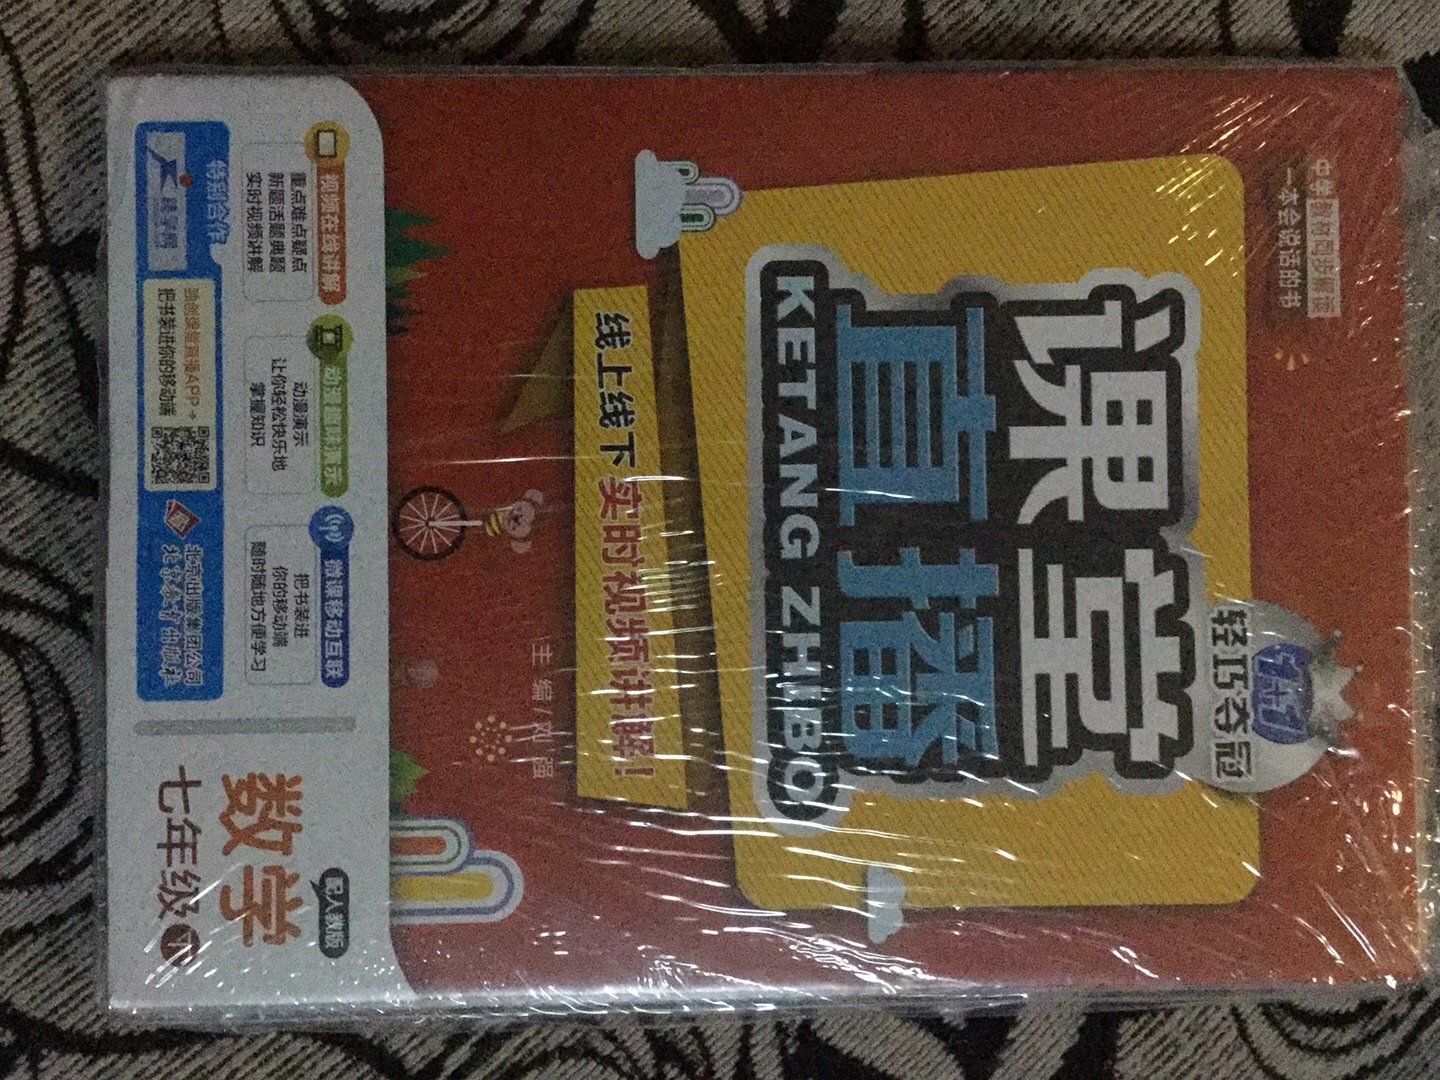 中学教材同步解读
一本会说话的书
1+1
轻巧夺冠
课堂
直播
KETANG ZHIBO
线上线下 实时视频讲解!
主编/刘强
视频在线讲解
重点难点疑点
新题活题典题
实时视频讲解
动漫趣味演示
动漫演示
让你轻松快乐地
掌握知识
微课移动互联
把书装进
你的移动端
随时随地方便学习
特别合作
把书装进你的移动端
北京出版集团公司
北京教育出版社
配人教版
数学
七年级 下